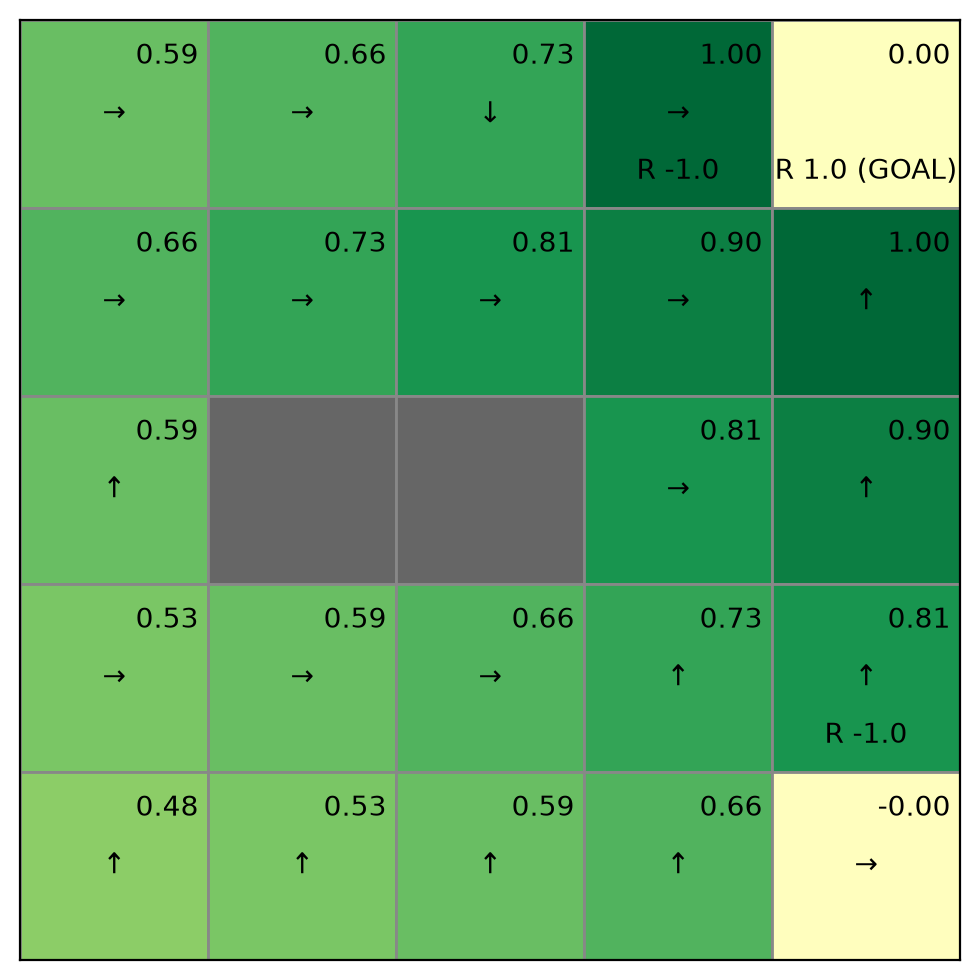 0.59 0.66 0.73 1.00 0.00
→ → ↓ →
R -1.0 R 1.0 (GOAL)
0.66 0.73 0.81 0.90 1.00
→ → → → ↑
0.59 0.81 0.90
↑ → ↑
0.53 0.59 0.66 0.73 0.81
→ → → ↑ ↑
R -1.0
0.48 0.53 0.59 0.66 -0.00
↑ ↑ ↑ ↑ →